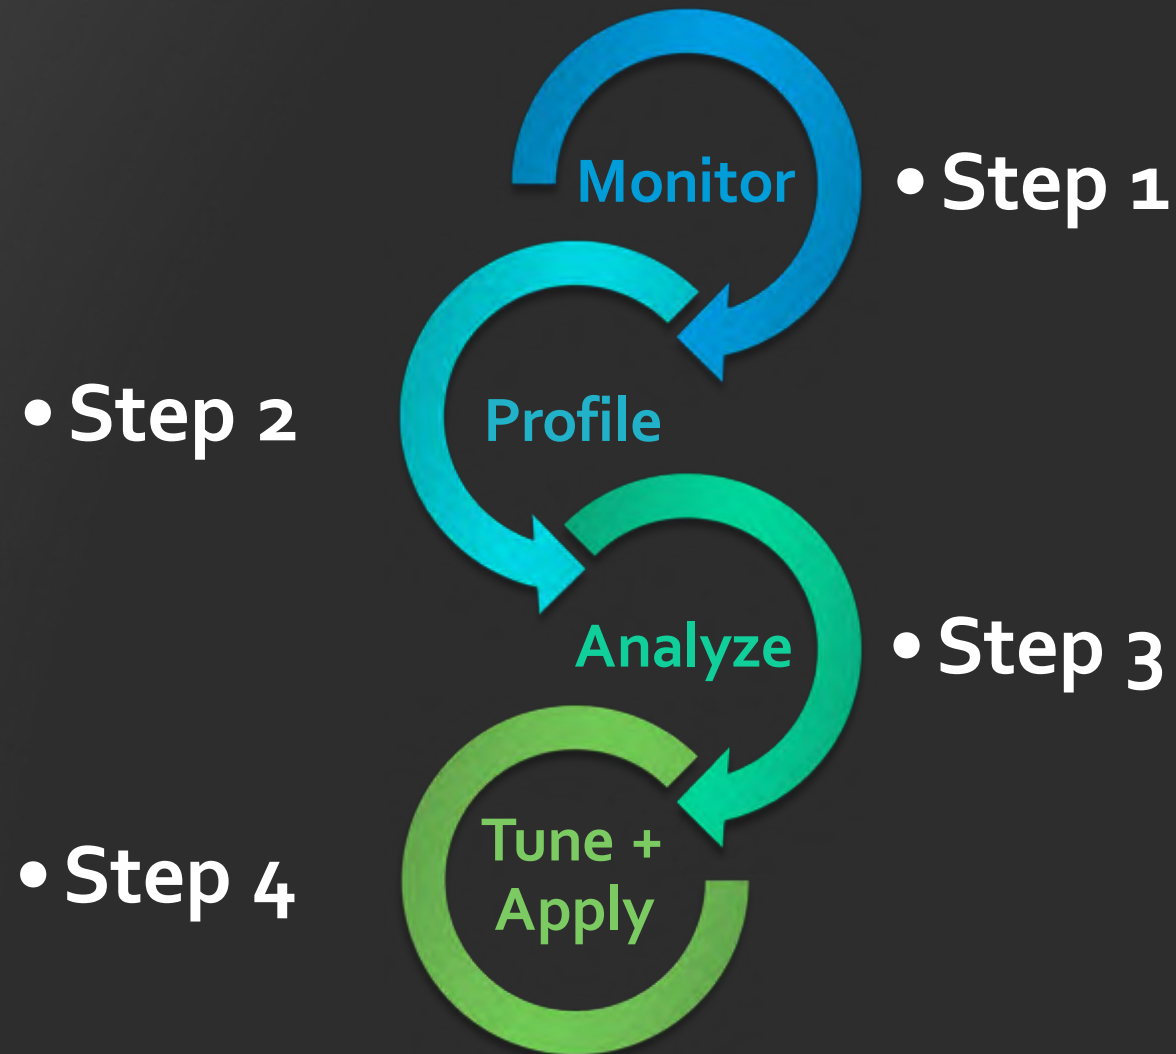 Monitor
• Step 1
• Step 2
Profile
Analyze
• Step 3
• Step 4
Tune +
Apply